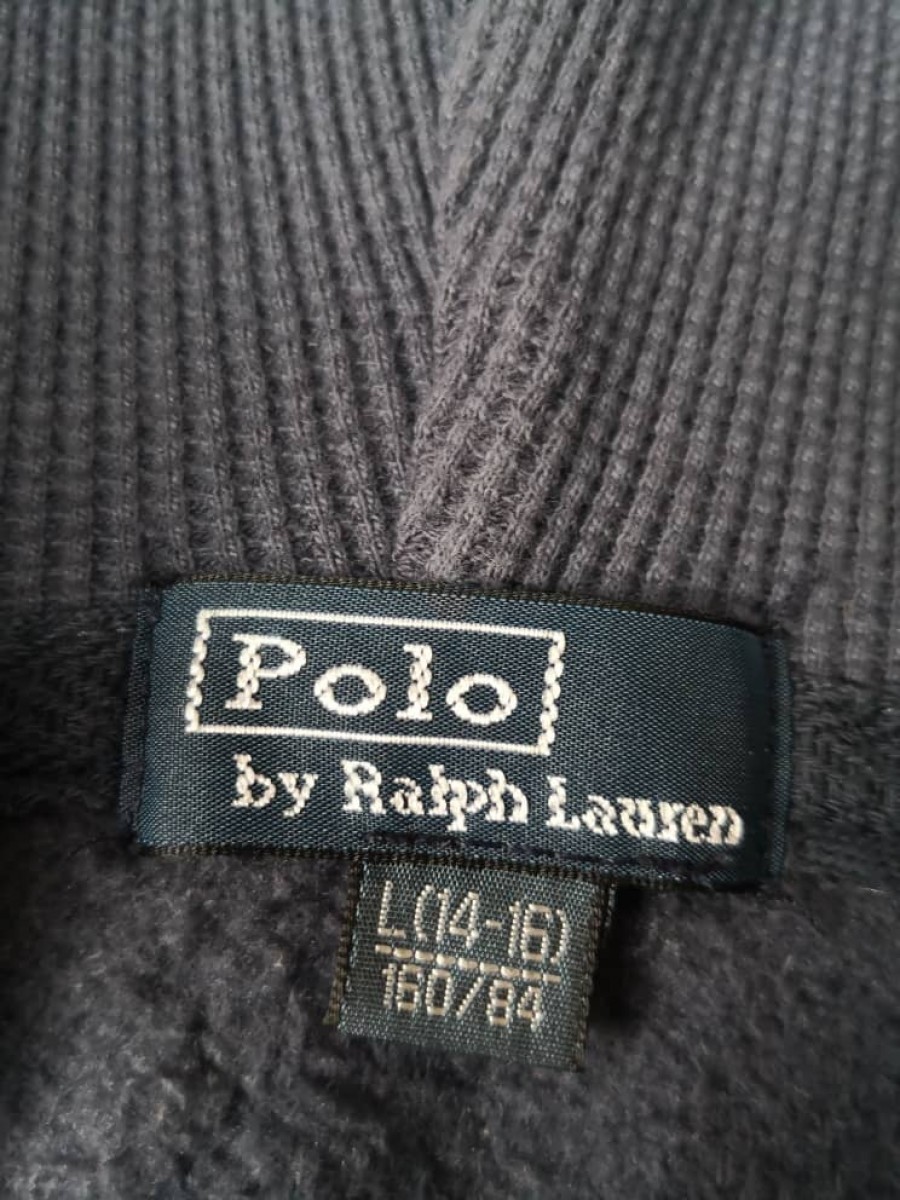 Polo
by Ralph Lauren
L(14-16)
160/84